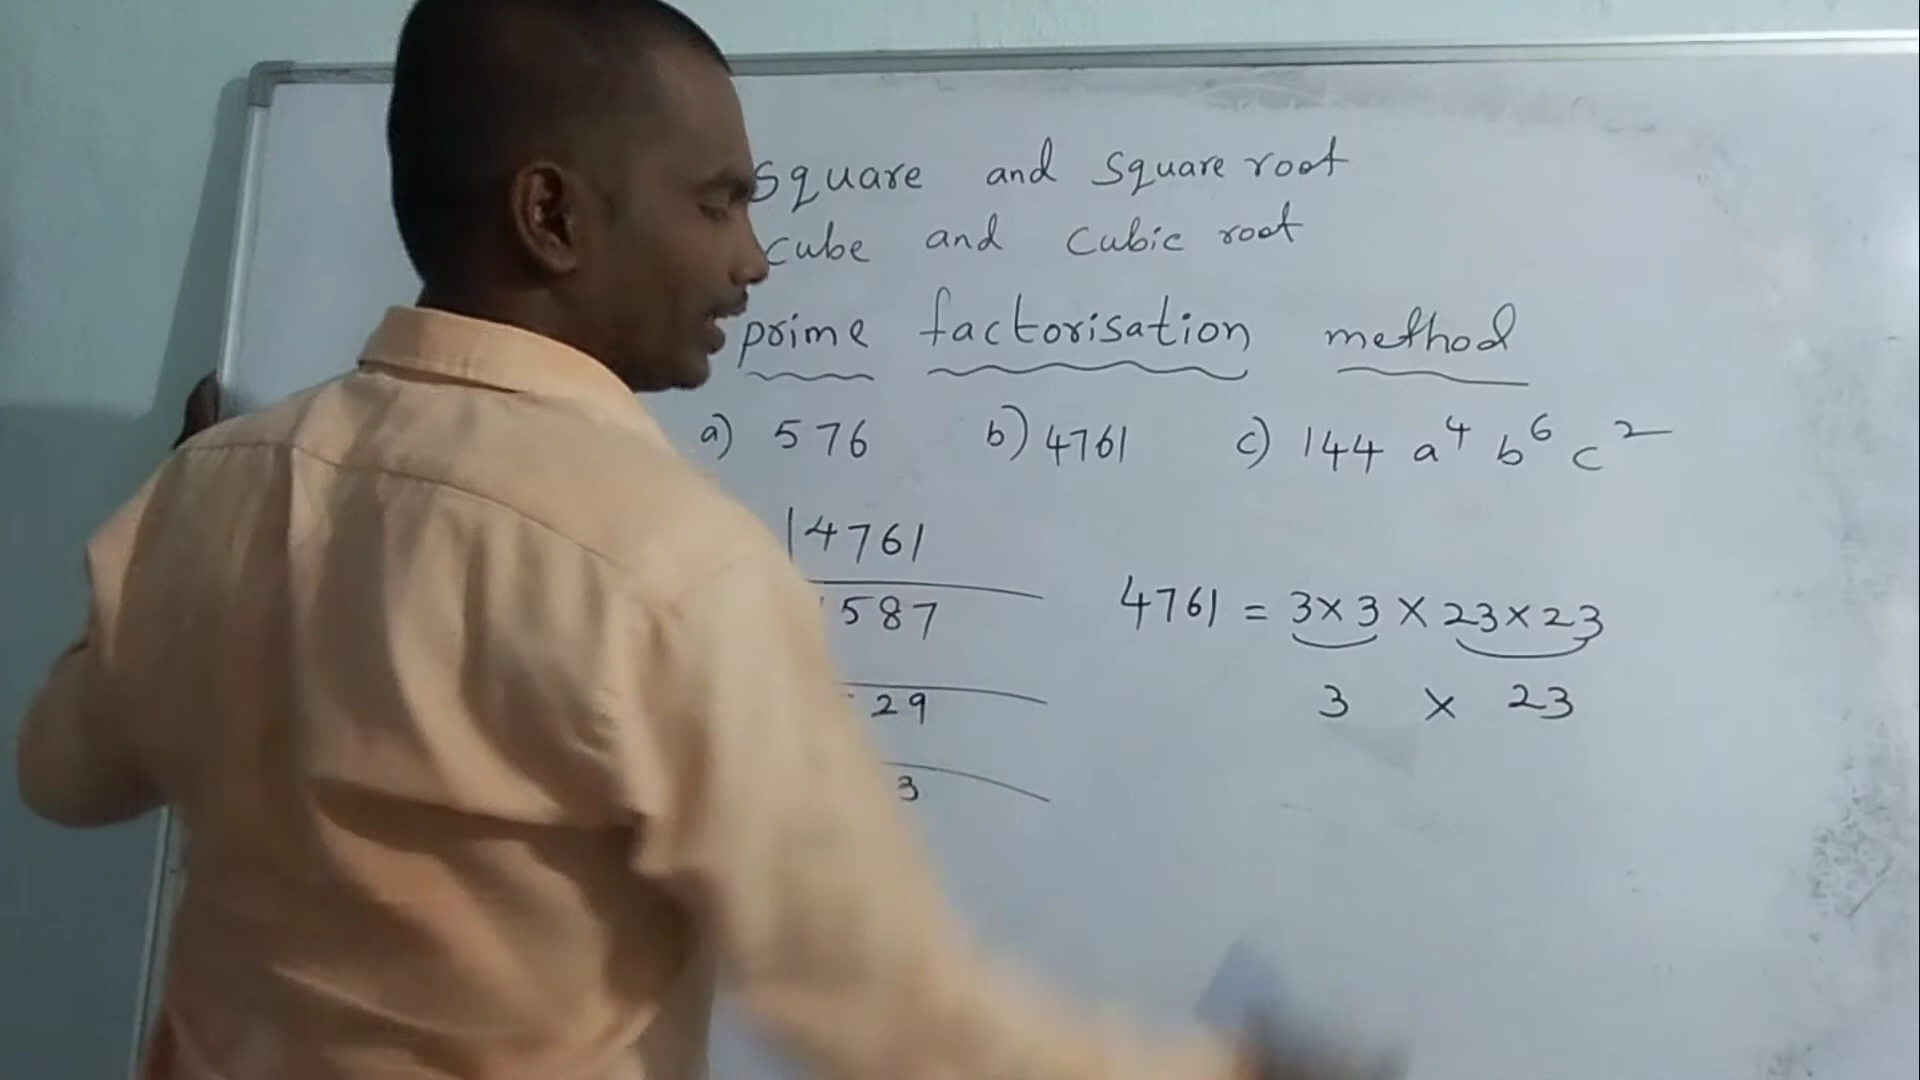 square and square root
cube and cubic root
prime factorisation method
a) 576 b) 4761 c) 144 a⁴ b⁶ c²
4761
587
4761 = 3×3 × 23×23
29
3 × 23
3